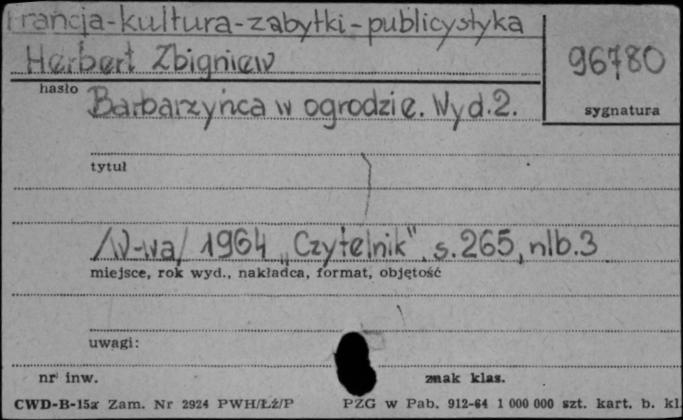 Francja-kultura-zabytki-publicystyka
Herbert Zbigniew
96780
hasło
Barbarzyńca w ogrodzie. Wyd.2.
sygnatura
tytuł
/W-wa/ 1964 „Czytelnik" s.265, nlb.3
miejsce, rok wyd., nakładca, format, objętość
uwagi:
nr inw. znak klas.
CWD-B-15a Zam. Nr 2924 PWH/Łź/P PZG w Pab. 912-64 1 000 000 szt. kart. b. kl.